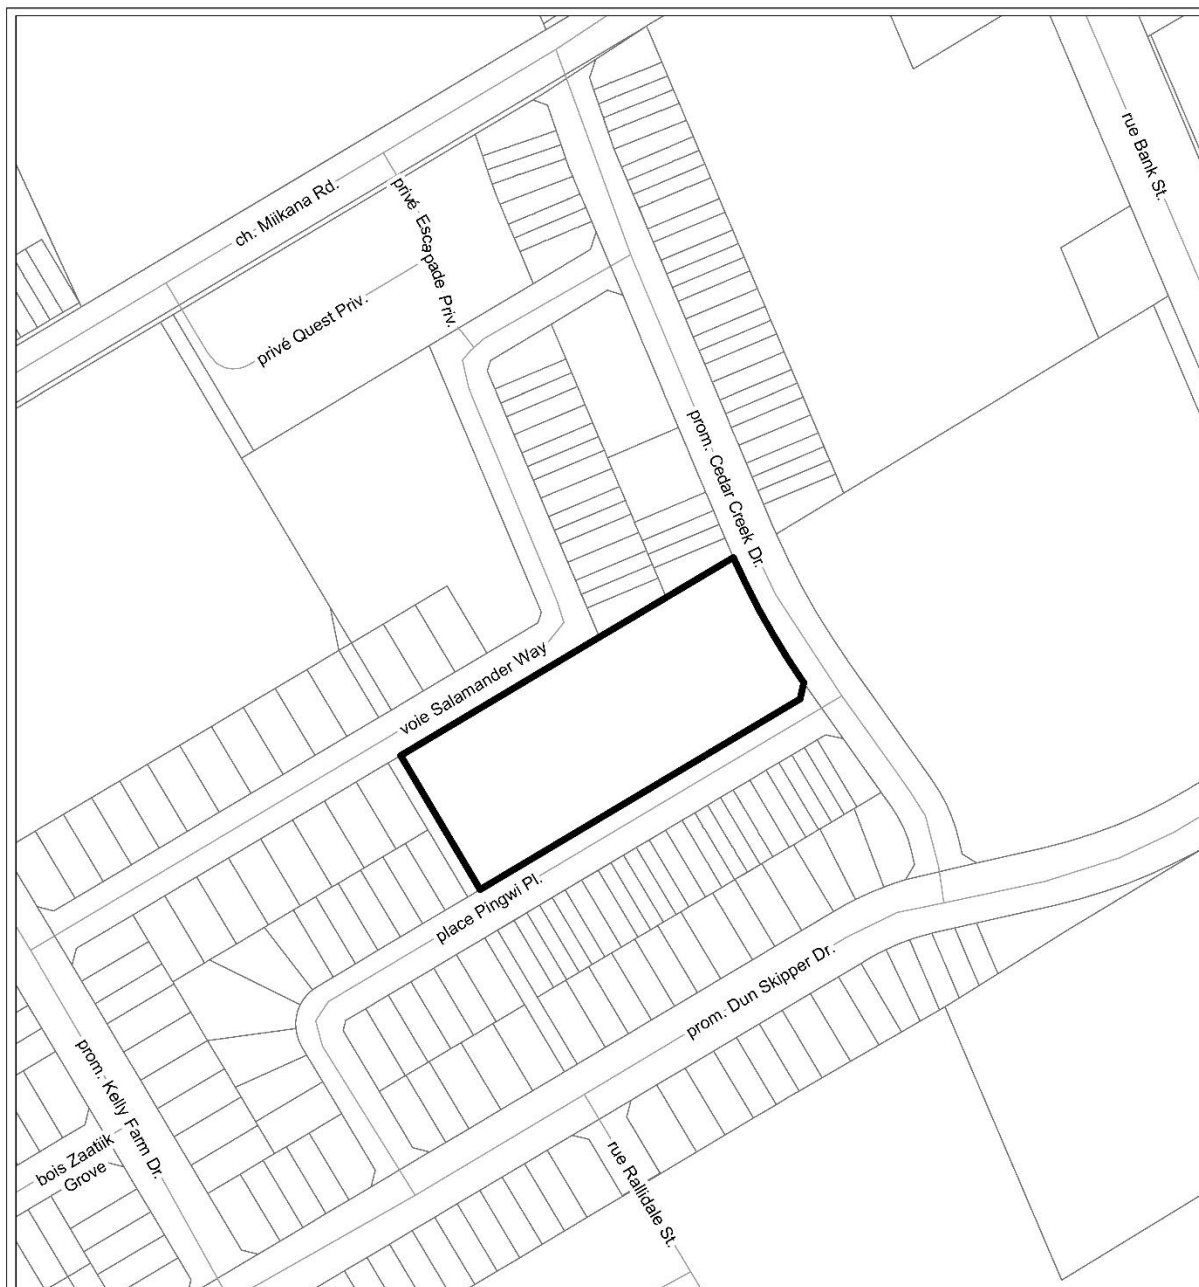 rue Bank St.
ch. Miikana Rd.
privé Escapade Priv.
privé Quest Priv.
prom. Cedar Creek Dr.
voie Salamander Way
place Pingwi Pl.
prom. Dun Skipper Dr.
prom. Kelly Farm Dr.
bois Zaatiik
Grove
rue Rallidale St.